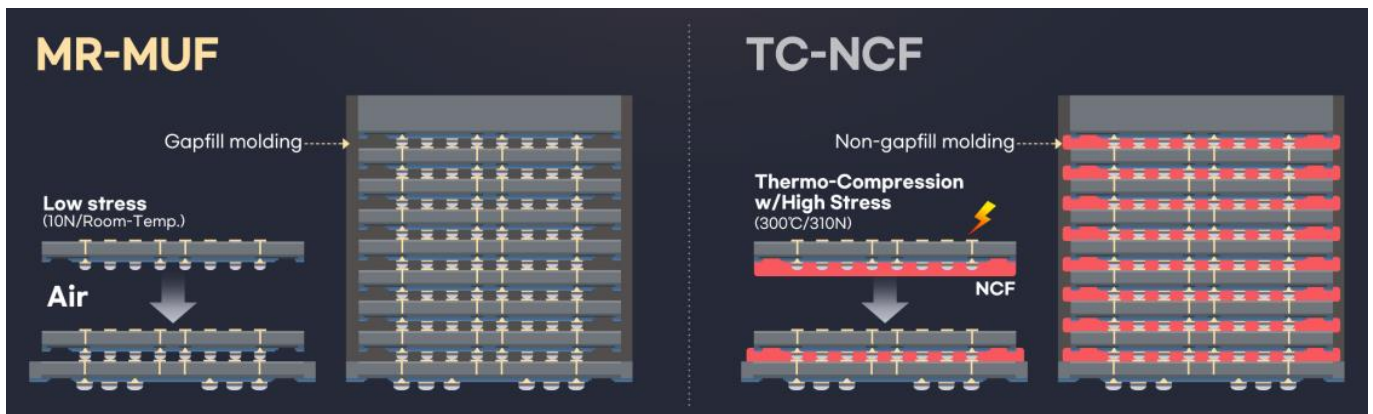 MR-MUF
Gapfill molding
Low stress
(10N/Room-Temp.)
Air
TC-NCF
Non-gapfill molding
Thermo-Compression
w/High Stress
(300℃/310N)
NCF